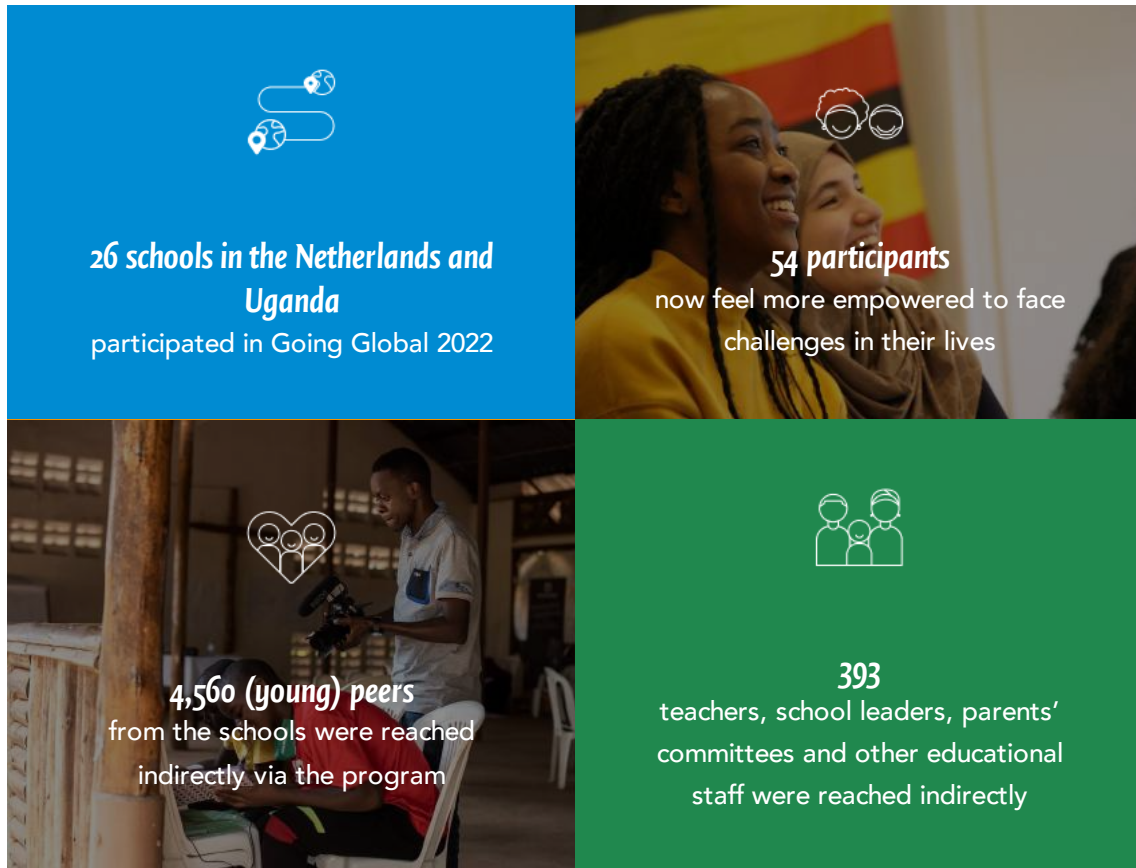 26 schools in the Netherlands and
Uganda
participated in Going Global 2022
54 participants
now feel more empowered to face
challenges in their lives
4,560 (young) peers
from the schools were reached
indirectly via the program
393
teachers, school leaders, parents’
committees and other educational
staff were reached indirectly